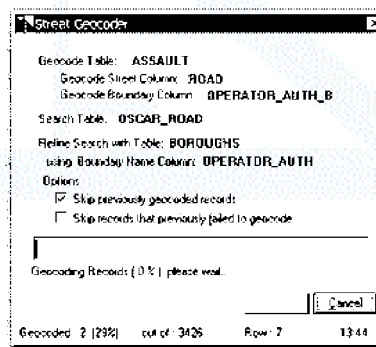 Street Geocoder
Geocode Table: ASSAULT
Geocode Street Column: ROAD
Geocode Boundary Column: OPERATOR_AUTH_B
Search Table: OSCAR_ROAD
Refine Search with Table: BOROUGHS
using Boundary Name Column: OPERATOR_AUTH
Options
Skip previously geocoded records
Skip records that previously failed to geocode
Geocoding Records ( 0 % ) please wait..
Cancel
Geocoded: 2 (29%) out of: 3426 Row: 7 13:44